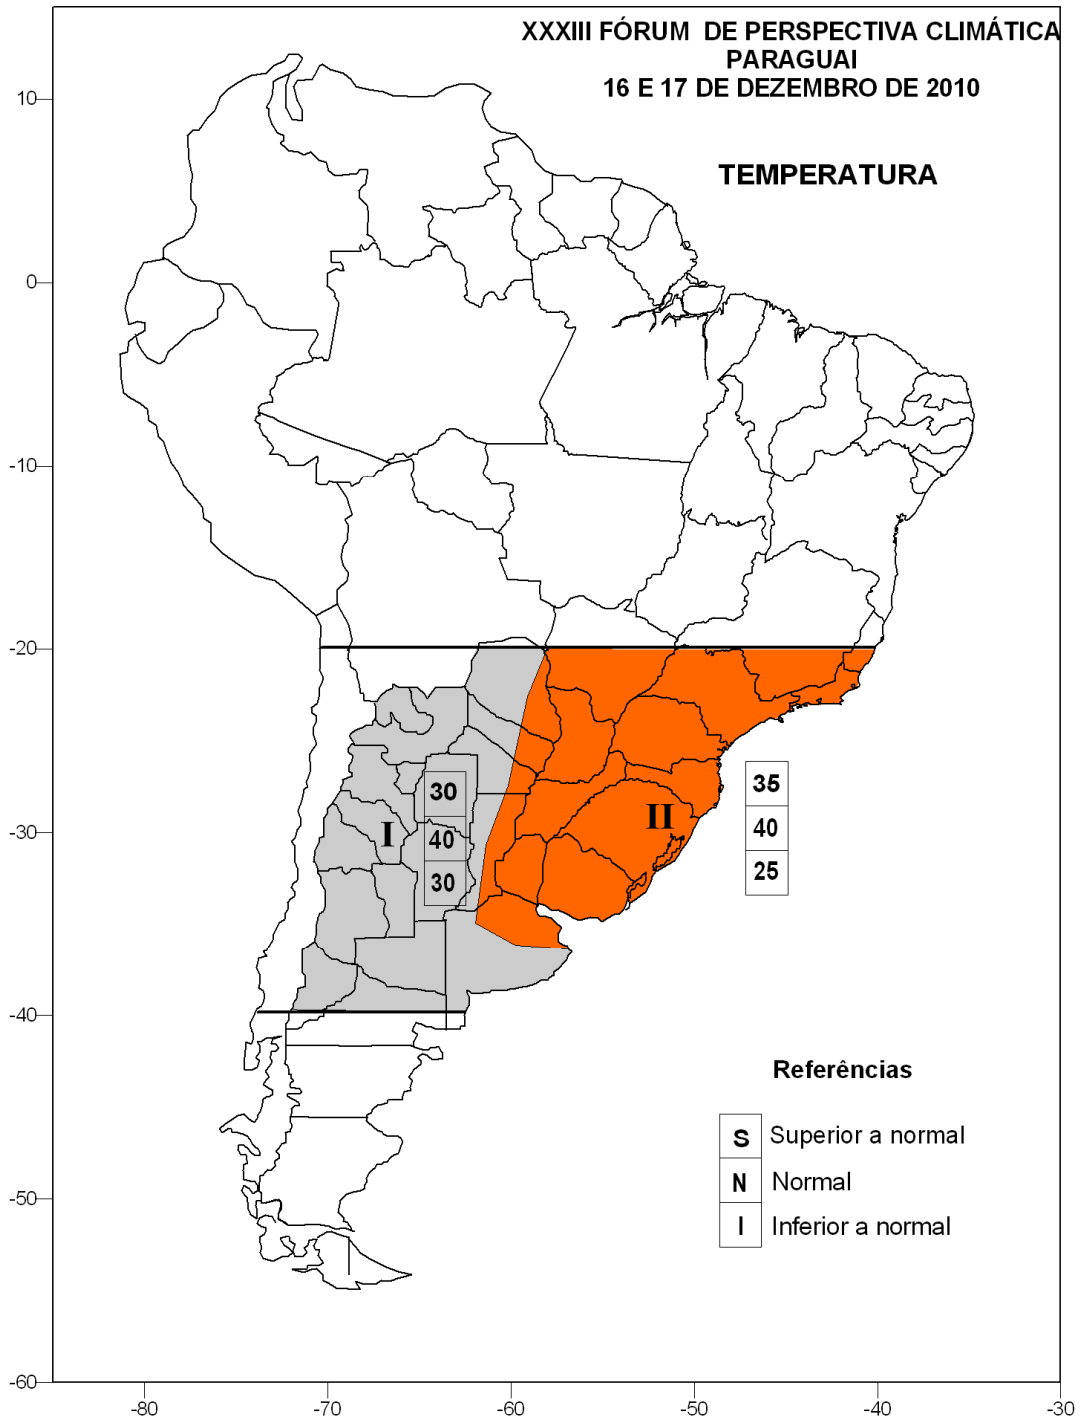 XXXIII FÓRUM DE PERSPECTIVA CLIMÁTICA
PARAGUAI
16 E 17 DE DEZEMBRO DE 2010
TEMPERATURA
10
0
-10
-20
-30
-40
-50
-60
-80
-70
-60
-50
-40
-30
I
30
40
30
II
35
40
25
Referências
S Superior a normal
N Normal
I Inferior a normal